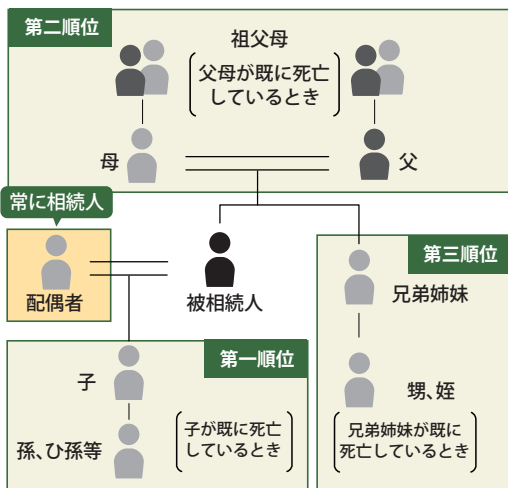 第二順位
祖父母
父母が既に死亡
しているとき
母
父
常に相続人
配偶者
被相続人
第三順位
兄弟姉妹
甥、姪
兄弟姉妹が既に
死亡しているとき
第一順位
子
孫、ひ孫等
子が既に死亡
しているとき